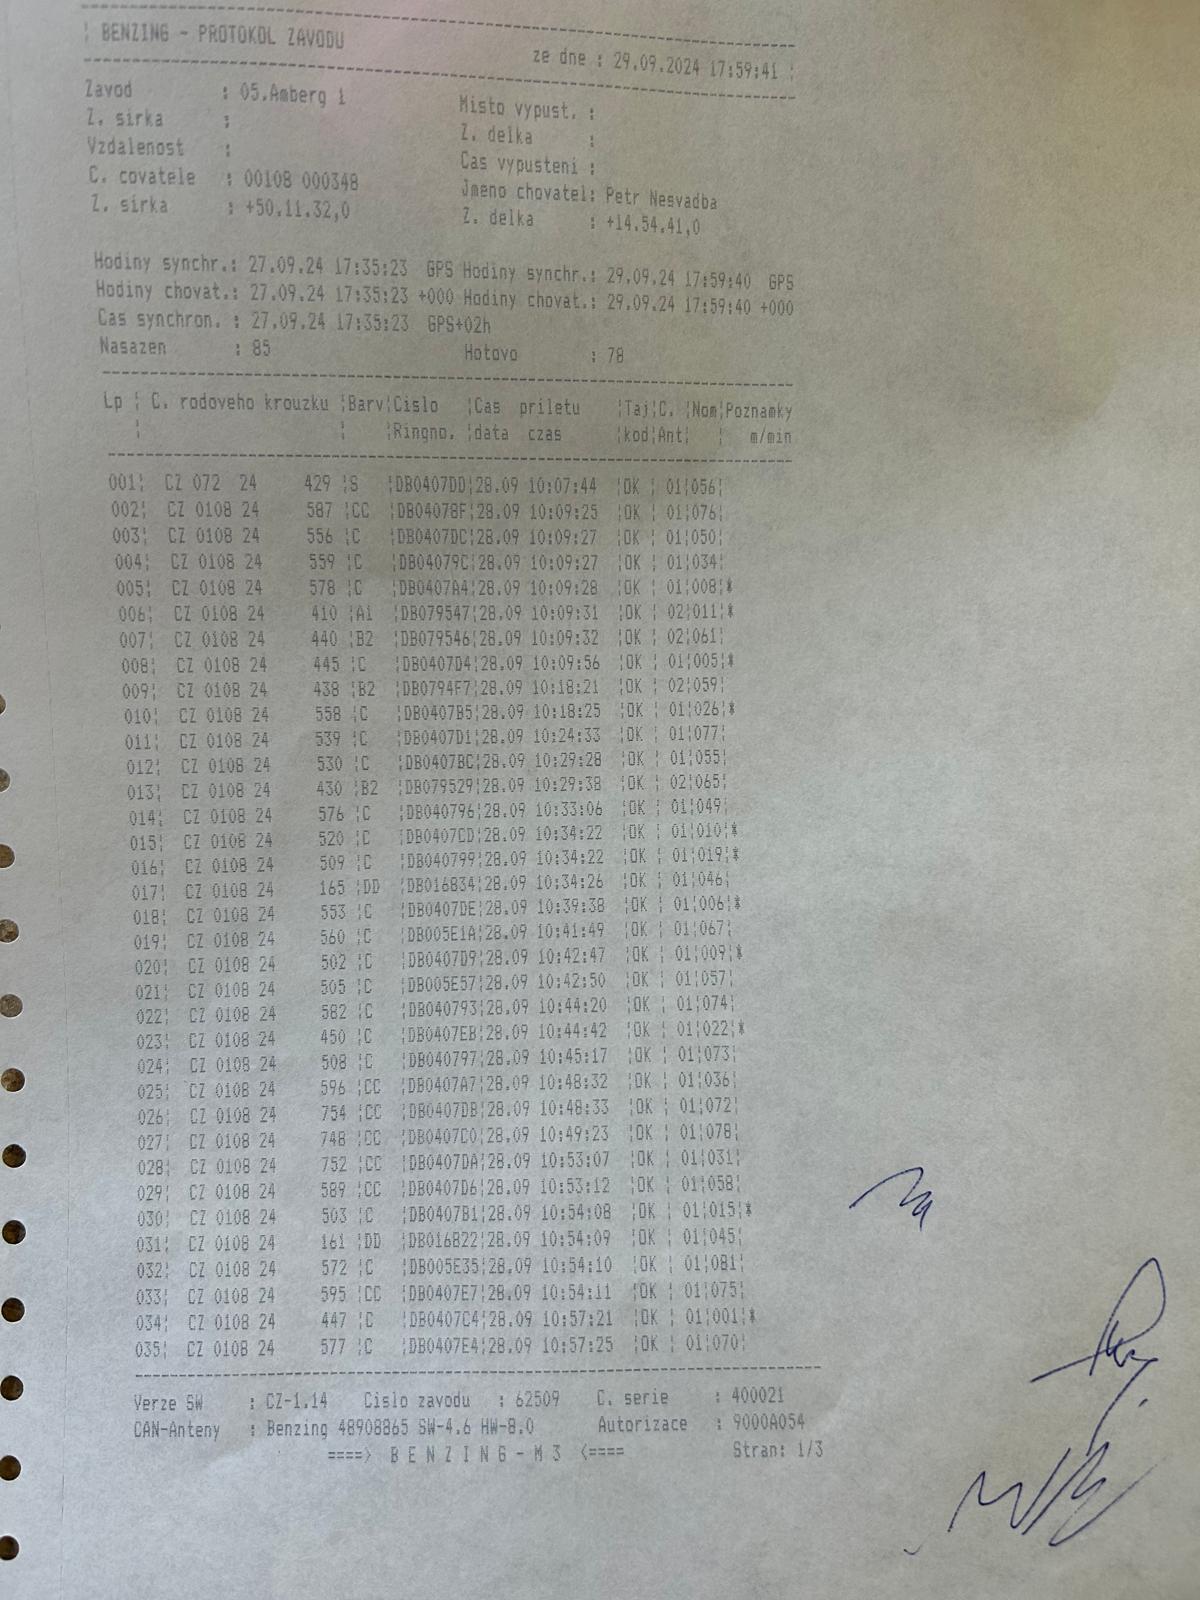 BENZING - PROTOKOL ZAVODU ze dne : 29.09.2024 17:59:41
Zavod : 05.Amberg 1 Misto vypust. :
Z. sirka : Z. delka :
Vzdalenost : Cas vypusteni :
C. covatele : 00108 000348 Jmeno chovatel: Petr Nesvadba
Z. sirka : +50.11.32,0 Z. delka : +14.54.41,0
Hodiny synchr.: 27.09.24 17:35:23 GPS Hodiny synchr.: 29.09.24 17:59:40 GPS
Hodiny chovat.: 27.09.24 17:35:23 +000 Hodiny chovat.: 29.09.24 17:59:40 +000
Cas synchron. : 27.09.24 17:35:23 GPS+02h
Nasazen : 85 Hotovo : 78
Lp ¦ C. rodoveho krouzku ¦Barv¦Cislo ¦Cas priletu ¦Taj¦C. ¦Nom¦Poznamky
¦ ¦ ¦Ringno. ¦data czas ¦kod¦Ant¦ ¦ m/min
001¦ CZ 072 24 429 ¦S ¦DB0407DD¦28.09 10:07:44 ¦OK ¦ 01¦056¦
002¦ CZ 0108 24 587 ¦CC ¦DB04078F¦28.09 10:09:25 ¦OK ¦ 01¦076¦
003¦ CZ 0108 24 556 ¦C ¦DB0407DC¦28.09 10:09:27 ¦OK ¦ 01¦050¦
004¦ CZ 0108 24 559 ¦C ¦DB04079C¦28.09 10:09:27 ¦OK ¦ 01¦034¦
005¦ CZ 0108 24 578 ¦C ¦DB0407A4¦28.09 10:09:28 ¦OK ¦ 01¦008¦*
006¦ CZ 0108 24 410 ¦A1 ¦DB079547¦28.09 10:09:31 ¦OK ¦ 02¦011¦*
007¦ CZ 0108 24 440 ¦B2 ¦DB079546¦28.09 10:09:32 ¦OK ¦ 02¦061¦
008¦ CZ 0108 24 445 ¦C ¦DB0407D4¦28.09 10:09:56 ¦OK ¦ 01¦005¦*
009¦ CZ 0108 24 438 ¦B2 ¦DB0794F7¦28.09 10:18:21 ¦OK ¦ 02¦059¦
010¦ CZ 0108 24 558 ¦C ¦DB0407B5¦28.09 10:18:25 ¦OK ¦ 01¦026¦*
011¦ CZ 0108 24 539 ¦C ¦DB0407D1¦28.09 10:24:33 ¦OK ¦ 01¦077¦
012¦ CZ 0108 24 530 ¦C ¦DB0407BC¦28.09 10:29:28 ¦OK ¦ 01¦055¦
013¦ CZ 0108 24 430 ¦B2 ¦DB079529¦28.09 10:29:38 ¦OK ¦ 02¦065¦
014¦ CZ 0108 24 576 ¦C ¦DB040796¦28.09 10:33:06 ¦OK ¦ 01¦049¦
015¦ CZ 0108 24 520 ¦C ¦DB0407CD¦28.09 10:34:22 ¦OK ¦ 01¦010¦*
016¦ CZ 0108 24 509 ¦C ¦DB040799¦28.09 10:34:22 ¦OK ¦ 01¦019¦*
017¦ CZ 0108 24 165 ¦DD ¦DB016834¦28.09 10:34:26 ¦OK ¦ 01¦046¦
018¦ CZ 0108 24 553 ¦C ¦DB0407DE¦28.09 10:39:38 ¦OK ¦ 01¦006¦*
019¦ CZ 0108 24 560 ¦C ¦DB005E1A¦28.09 10:41:49 ¦OK ¦ 01¦067¦
020¦ CZ 0108 24 502 ¦C ¦DB0407D9¦28.09 10:42:47 ¦OK ¦ 01¦009¦*
021¦ CZ 0108 24 505 ¦C ¦DB005E57¦28.09 10:42:50 ¦OK ¦ 01¦057¦
022¦ CZ 0108 24 582 ¦C ¦DB040793¦28.09 10:44:20 ¦OK ¦ 01¦074¦
023¦ CZ 0108 24 450 ¦C ¦DB0407EB¦28.09 10:44:42 ¦OK ¦ 01¦022¦*
024¦ CZ 0108 24 508 ¦C ¦DB040797¦28.09 10:45:17 ¦OK ¦ 01¦073¦
025¦ CZ 0108 24 596 ¦CC ¦DB0407A7¦28.09 10:48:32 ¦OK ¦ 01¦036¦
026¦ CZ 0108 24 754 ¦CC ¦DB0407DB¦28.09 10:48:33 ¦OK ¦ 01¦072¦
027¦ CZ 0108 24 748 ¦CC ¦DB0407C0¦28.09 10:49:23 ¦OK ¦ 01¦078¦
028¦ CZ 0108 24 752 ¦CC ¦DB0407DA¦28.09 10:53:07 ¦OK ¦ 01¦031¦
029¦ CZ 0108 24 589 ¦CC ¦DB0407D6¦28.09 10:53:12 ¦OK ¦ 01¦058¦
030¦ CZ 0108 24 503 ¦C ¦DB0407B1¦28.09 10:54:08 ¦OK ¦ 01¦015¦*
031¦ CZ 0108 24 161 ¦DD ¦DB016822¦28.09 10:54:09 ¦OK ¦ 01¦045¦
032¦ CZ 0108 24 572 ¦C ¦DB005E35¦28.09 10:54:10 ¦OK ¦ 01¦081¦
033¦ CZ 0108 24 595 ¦CC ¦DB0407E7¦28.09 10:54:11 ¦OK ¦ 01¦075¦
034¦ CZ 0108 24 447 ¦C ¦DB0407C4¦28.09 10:57:21 ¦OK ¦ 01¦001¦*
035¦ CZ 0108 24 577 ¦C ¦DB0407E4¦28.09 10:57:25 ¦OK ¦ 01¦070¦
Verze SW : CZ-1.14 Cislo zavodu : 62509 C. serie : 400021
CAN-Anteny : Benzing 48908865 SW-4.6 HW-8.0 Autorizace : 9000A054
====> B E N Z I N G - M 3 <==== Stran: 1/3